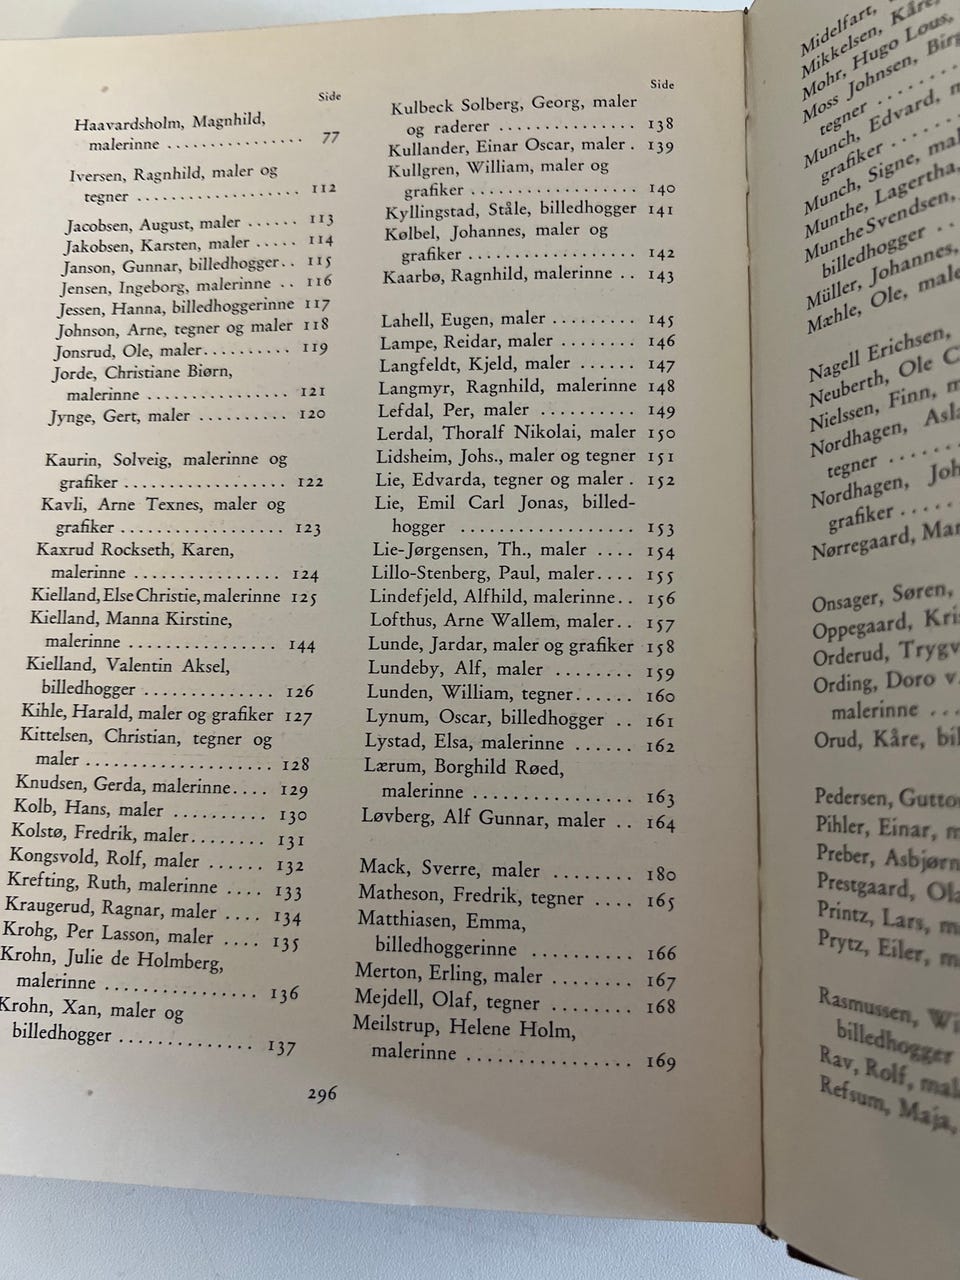 Side
Haavardsholm, Magnhild,
malerinne ................ 77
Iversen, Ragnhild, maler og
tegner .................. 112
Jacobsen, August, maler ...... 113
Jakobsen, Karsten, maler ..... 114
Janson, Gunnar, billedhogger.. 115
Jensen, Ingeborg, malerinne .. 116
Jessen, Hanna, billedhoggerinne 117
Johnson, Arne, tegner og maler 118
Jonsrud, Ole, maler.......... 119
Jorde, Christiane Biørn,
malerinne ................ 121
Jynge, Gert, maler .......... 120
Kaurin, Solveig, malerinne og
grafiker .................. 122
Kavli, Arne Texnes, maler og
grafiker .................. 123
Kaxrud Rockseth, Karen,
malerinne ................ 124
Kielland, Else Christie, malerinne 125
Kielland, Manna Kirstine,
malerinne ................ 144
Kielland, Valentin Aksel,
billedhogger .............. 126
Kihle, Harald, maler og grafiker 127
Kittelsen, Christian, tegner og
maler .................... 128
Knudsen, Gerda, malerinne.... 129
Kolb, Hans, maler .......... 130
Kolstø, Fredrik, maler........ 131
Kongsvold, Rolf, maler ...... 132
Krefting, Ruth, malerinne .... 133
Kraugerud, Ragnar, maler .... 134
Krohg, Per Lasson, maler .... 135
Krohn, Julie de Holmberg,
malerinne ................ 136
Krohn, Xan, maler og
billedhogger .............. 137
Side
Kulbeck Solberg, Georg, maler
og raderer ............... 138
Kullander, Einar Oscar, maler . 139
Kullgren, William, maler og
grafiker .................. 140
Kyllingstad, Ståle, billedhogger 141
Kølbel, Johannes, maler og
grafiker .................. 142
Kaarbø, Ragnhild, malerinne .. 143
Lahell, Eugen, maler ......... 145
Lampe, Reidar, maler ........ 146
Langfeldt, Kjeld, maler ...... 147
Langmyr, Ragnhild, malerinne 148
Lefdal, Per, maler .......... 149
Lerdal, Thoralf Nikolai, maler 150
Lidsheim, Johs., maler og tegner 151
Lie, Edvarda, tegner og maler . 152
Lie, Emil Carl Jonas, billed-
hogger .................. 153
Lie-Jørgensen, Th., maler .... 154
Lillo-Stenberg, Paul, maler.... 155
Lindefjeld, Alfhild, malerinne.. 156
Lofthus, Arne Wallem, maler.. 157
Lunde, Jardar, maler og grafiker 158
Lundeby, Alf, maler ........ 159
Lunden, William, tegner...... 160
Lynum, Oscar, billedhogger .. 161
Lystad, Elsa, malerinne ...... 162
Lærum, Borghild Røed,
malerinne ................ 163
Løvberg, Alf Gunnar, maler .. 164
Mack, Sverre, maler ........ 180
Matheson, Fredrik, tegner .... 165
Matthiasen, Emma,
billedhoggerinne .......... 166
Merton, Erling, maler ........ 167
Mejdell, Olaf, tegner ........ 168
Meilstrup, Helene Holm,
malerinne ................ 169
296
Midelfart,
Mikkelsen, Kåre,
Mohr, Hugo Lous,
Moss Johnsen,
tegner ........
Munch, Edvard,
grafiker ........
Munch, Signe,
Munthe, Lagertha,
Munthe Svendsen,
billedhogger ..
Müller, Johannes,
Mæhle, Ole,
Nagell Erichsen,
Neuberth, Ole
Nielssen, Finn,
Nordhagen,
tegner ........
Nordhagen,
grafiker ......
Nørregaard,
Onsager, Søren,
Oppegaard,
Orderud,
Ording, Doro
malerinne ...
Orud, Kåre,
Pedersen,
Pihler, Einar,
Preber, Asbjørn
Prestgaard,
Printz, Lars,
Prytz, Eiler,
Rasmussen,
billedhogger
Rav, Rolf,
Refsum, Maja,